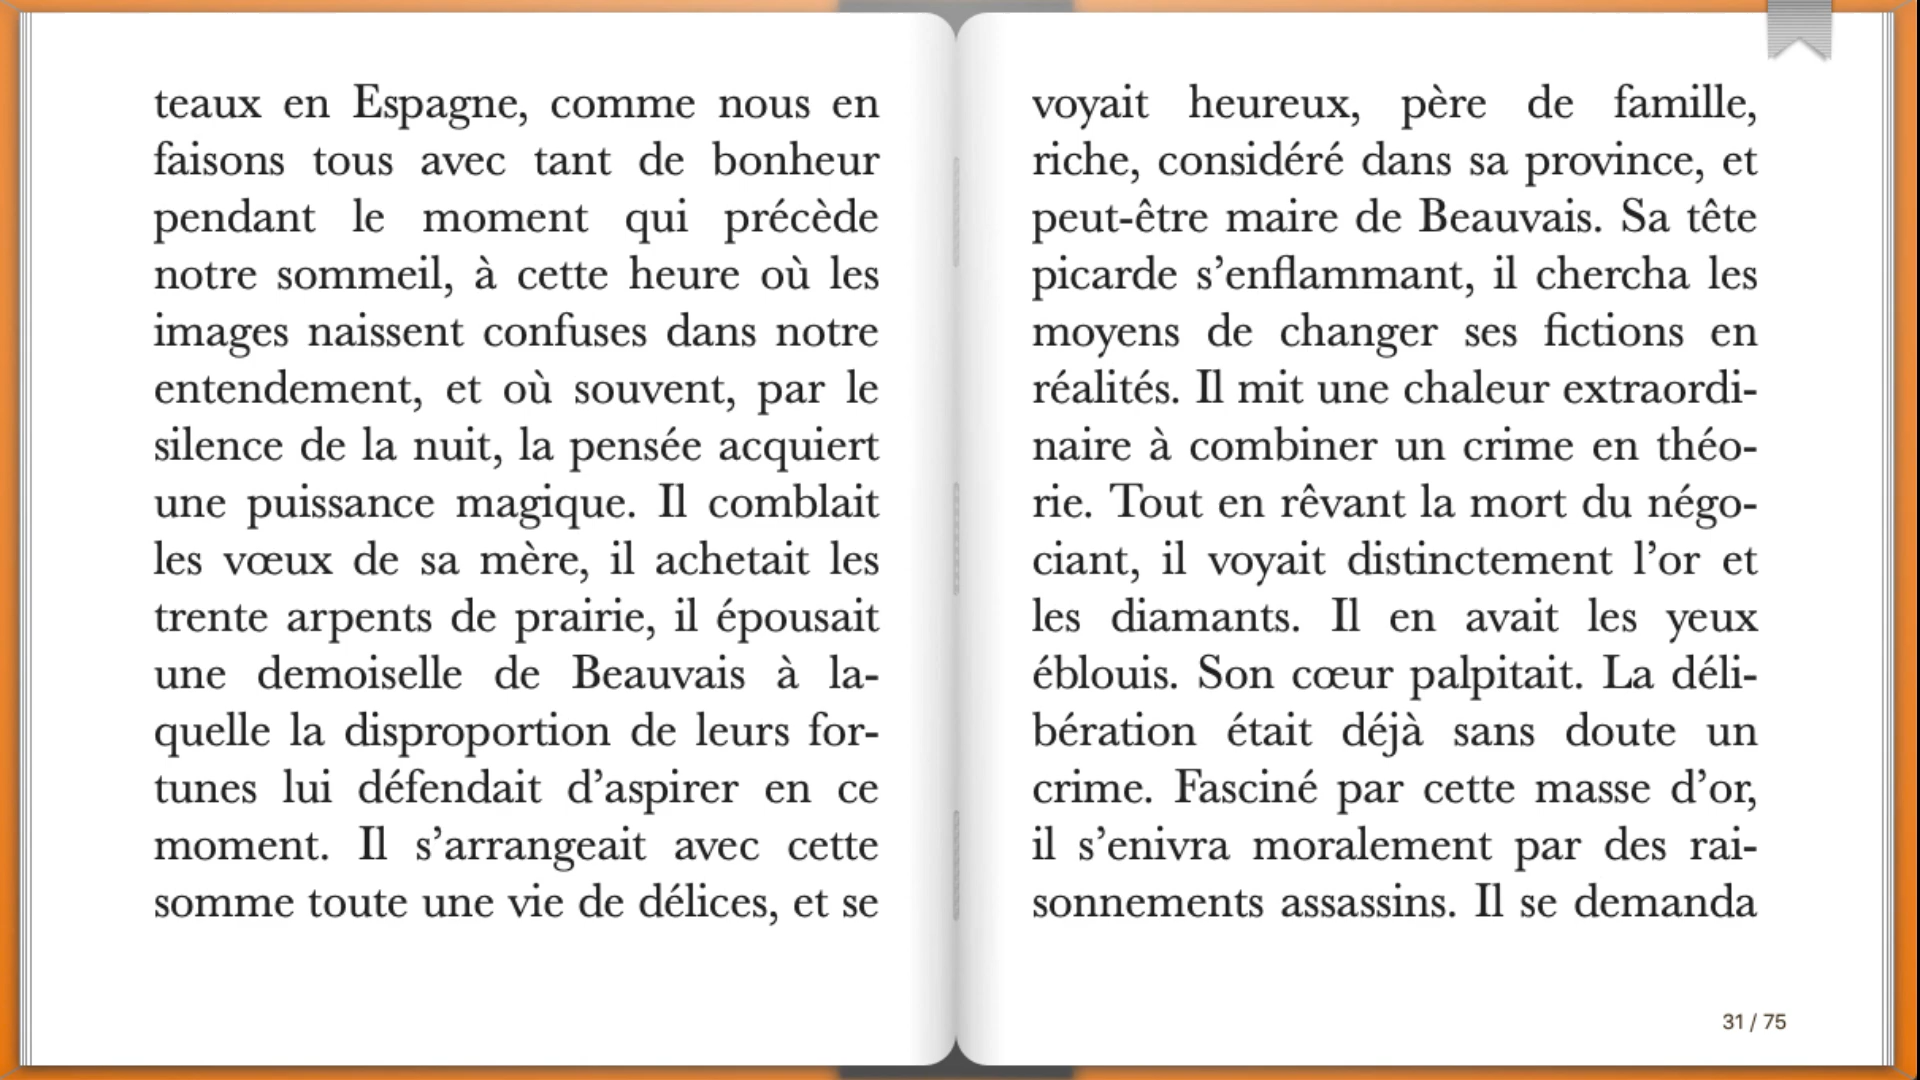 teaux en Espagne, comme nous en
faisons tous avec tant de bonheur
pendant le moment qui précède
notre sommeil, à cette heure où les
images naissent confuses dans notre
entendement, et où souvent, par le
silence de la nuit, la pensée acquiert
une puissance magique. Il comblait
les vœux de sa mère, il achetait les
trente arpents de prairie, il épousait
une demoiselle de Beauvais à la-
quelle la disproportion de leurs for-
tunes lui défendait d’aspirer en ce
moment. Il s’arrangeait avec cette
somme toute une vie de délices, et se
voyait heureux, père de famille,
riche, considéré dans sa province, et
peut-être maire de Beauvais. Sa tête
picarde s’enflammant, il chercha les
moyens de changer ses fictions en
réalités. Il mit une chaleur extraordi-
naire à combiner un crime en théo-
rie. Tout en rêvant la mort du négo-
ciant, il voyait distinctement l’or et
les diamants. Il en avait les yeux
éblouis. Son cœur palpitait. La déli-
bération était déjà sans doute un
crime. Fasciné par cette masse d’or,
il s’enivra moralement par des rai-
sonnements assassins. Il se demanda
31 / 75